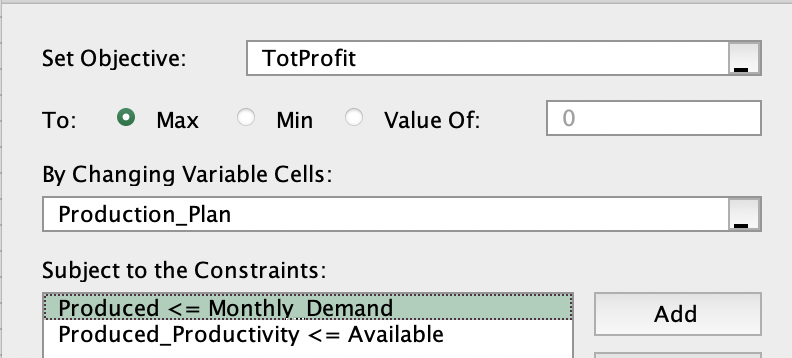 Set Objective: TotProfit
To: Max Min Value Of: 0
By Changing Variable Cells:
Production_Plan
Subject to the Constraints:
Produced <= Monthly_Demand
Produced_Productivity <= Available
Add